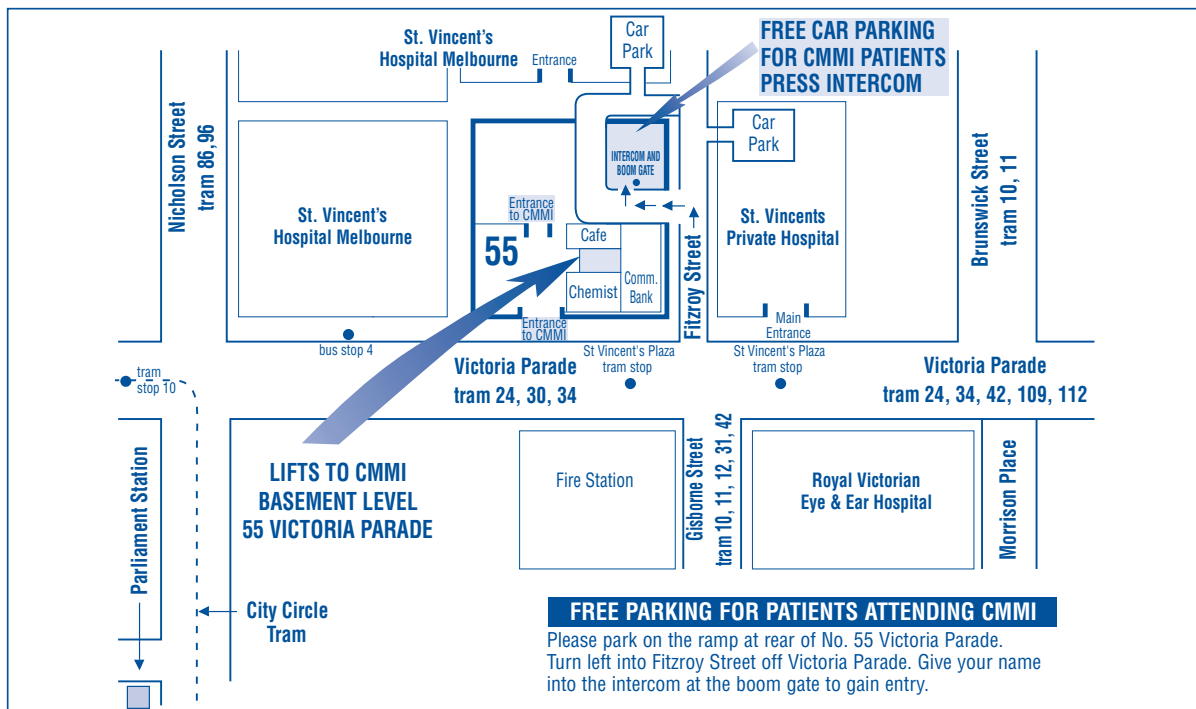 St. Vincent's
Hospital Melbourne
Entrance
Car
Park
FREE CAR PARKING
FOR CMMI PATIENTS
PRESS INTERCOM
Nicholson Street
tram 86,96
St. Vincent's
Hospital Melbourne
INTERCOM AND
BOOM GATE
Car
Park
Entrance
to CMMI
55
Cafe
Chemist
Comm.
Bank
Entrance
to CMMI
Fitzroy Street
St. Vincents
Private Hospital
Main
Entrance
Brunswick Street
tram 10, 11
bus stop 4
St Vincent's Plaza
tram stop
St Vincent's Plaza
tram stop
tram
stop 10
Victoria Parade
tram 24, 30, 34
Victoria Parade
tram 24, 34, 42, 109, 112
LIFTS TO CMMI
BASEMENT LEVEL
55 VICTORIA PARADE
Fire Station
Gisborne Street
tram 10, 11, 12, 31, 42
Royal Victorian
Eye & Ear Hospital
Morrison Place
Parliament Station
City Circle
Tram
FREE PARKING FOR PATIENTS ATTENDING CMMI
Please park on the ramp at rear of No. 55 Victoria Parade.
Turn left into Fitzroy Street off Victoria Parade. Give your name
into the intercom at the boom gate to gain entry.